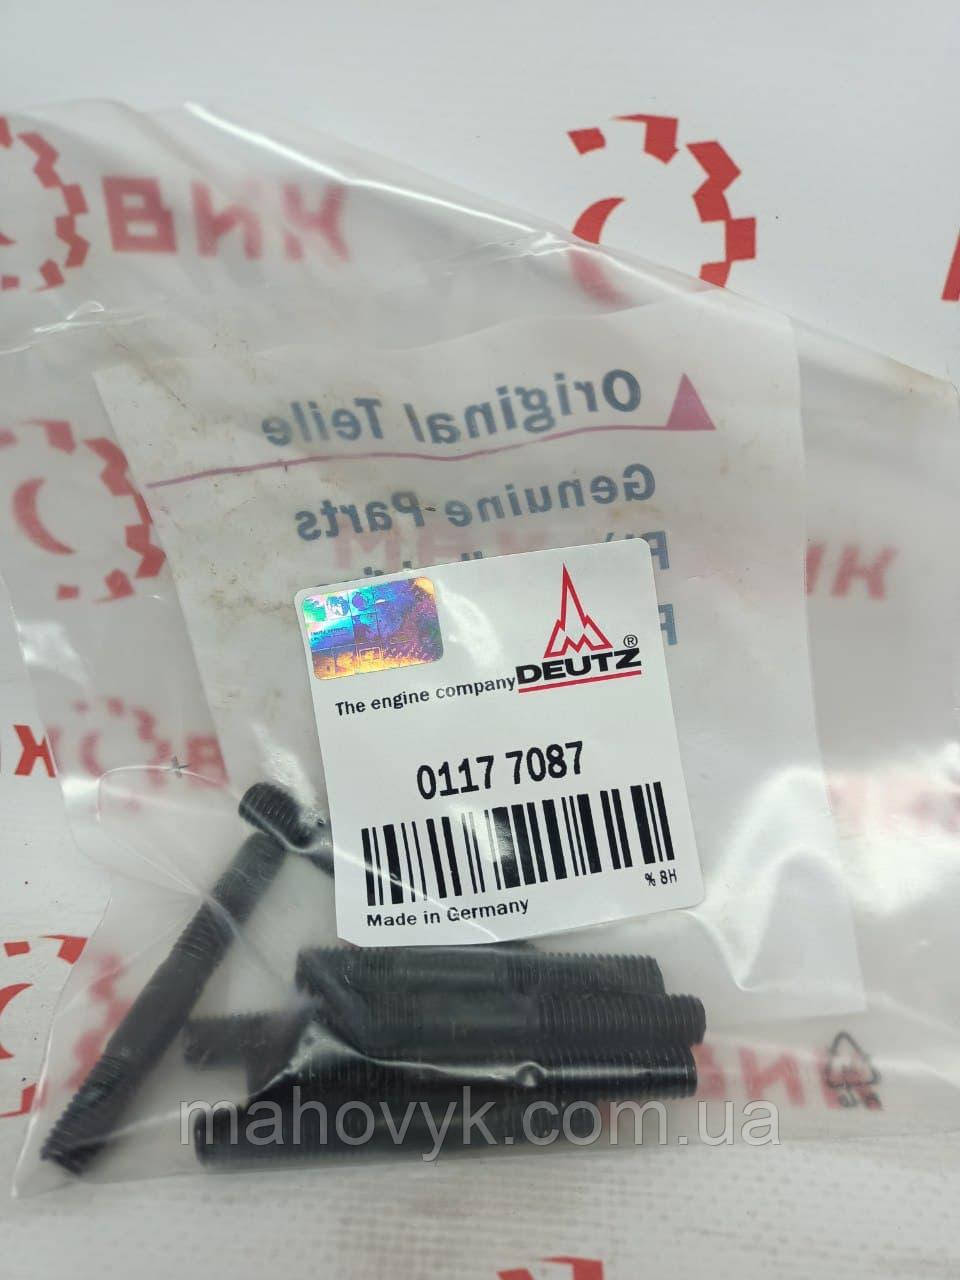 Original Teile
Genuine Parts
The engine company DEUTZ®
0117 7087
% 8H
Made in Germany
mahovyk.com.ua